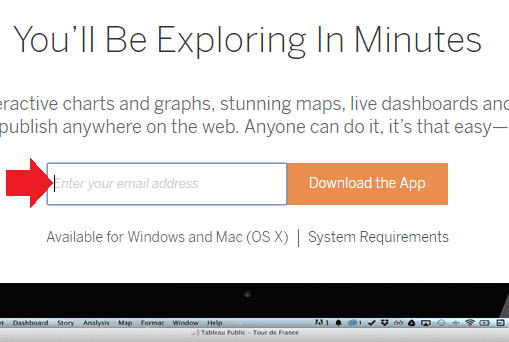 You'll Be Exploring In Minutes
eractive charts and graphs, stunning maps, live dashboards and
publish anywhere on the web. Anyone can do it, it's that easy—
Enter your email address Download the App
Available for Windows and Mac (OS X) | System Requirements
Dashboard Story Analysis Map Format Window Help
Tableau Public - Tour de France